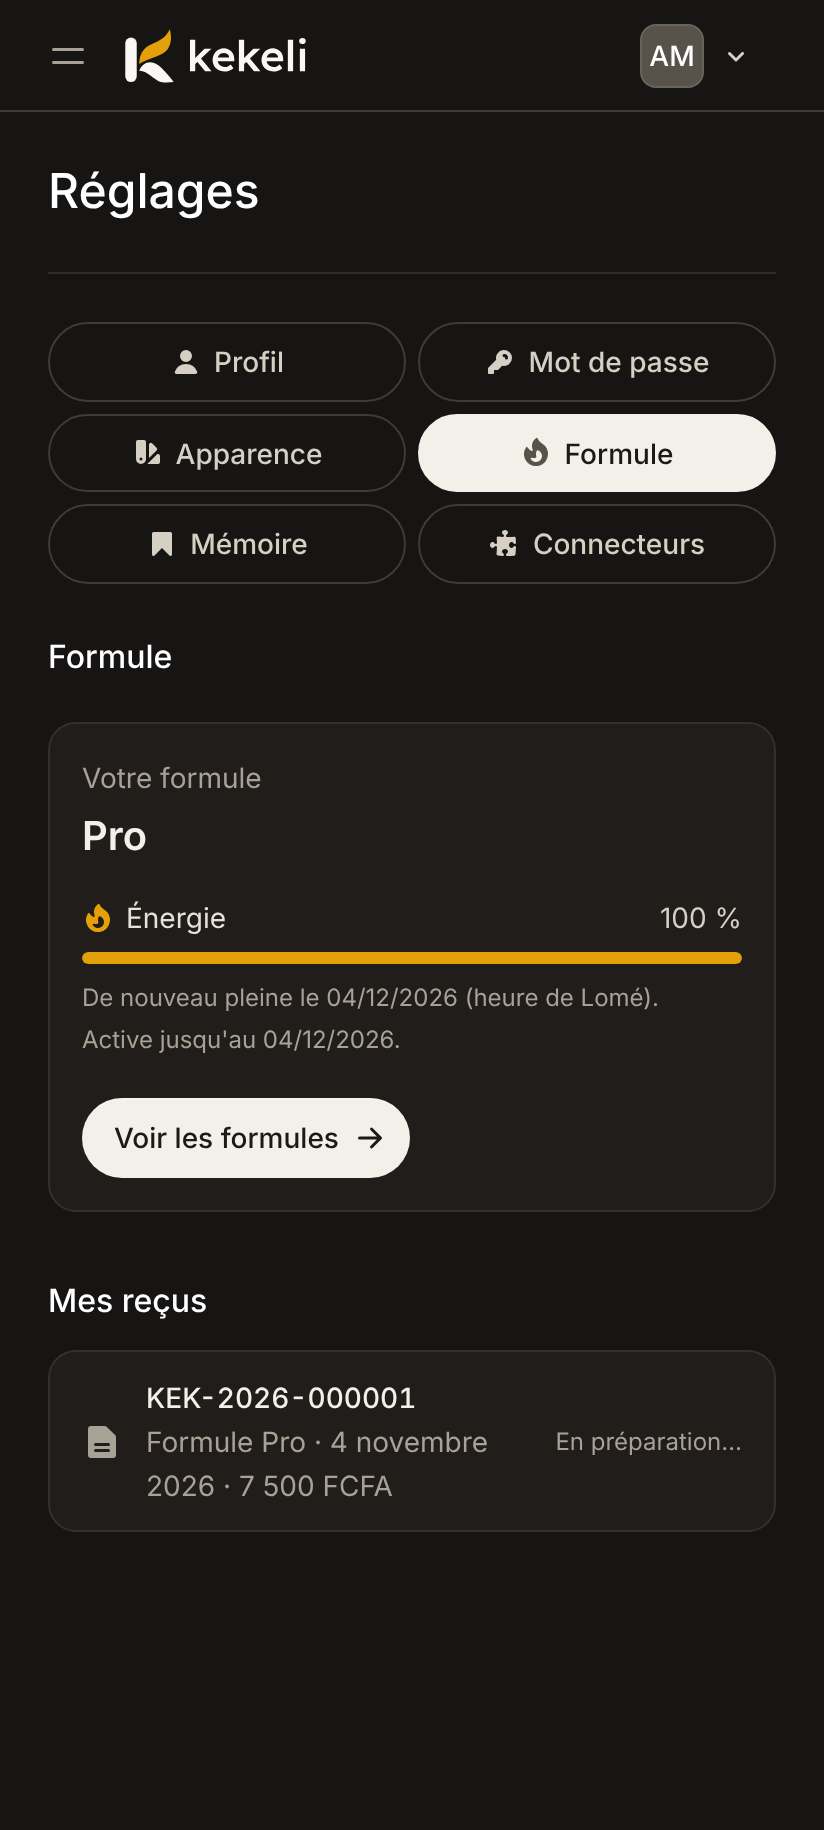 kekeli
AM
Réglages
Profil
Mot de passe
Apparence
Formule
Mémoire
Connecteurs
Formule
Votre formule
Pro
Énergie
100 %
De nouveau pleine le 04/12/2026 (heure de Lomé).
Active jusqu'au 04/12/2026.
Voir les formules
Mes reçus
KEK-2026-000001
Formule Pro · 4 novembre
2026 · 7 500 FCFA
En préparation...